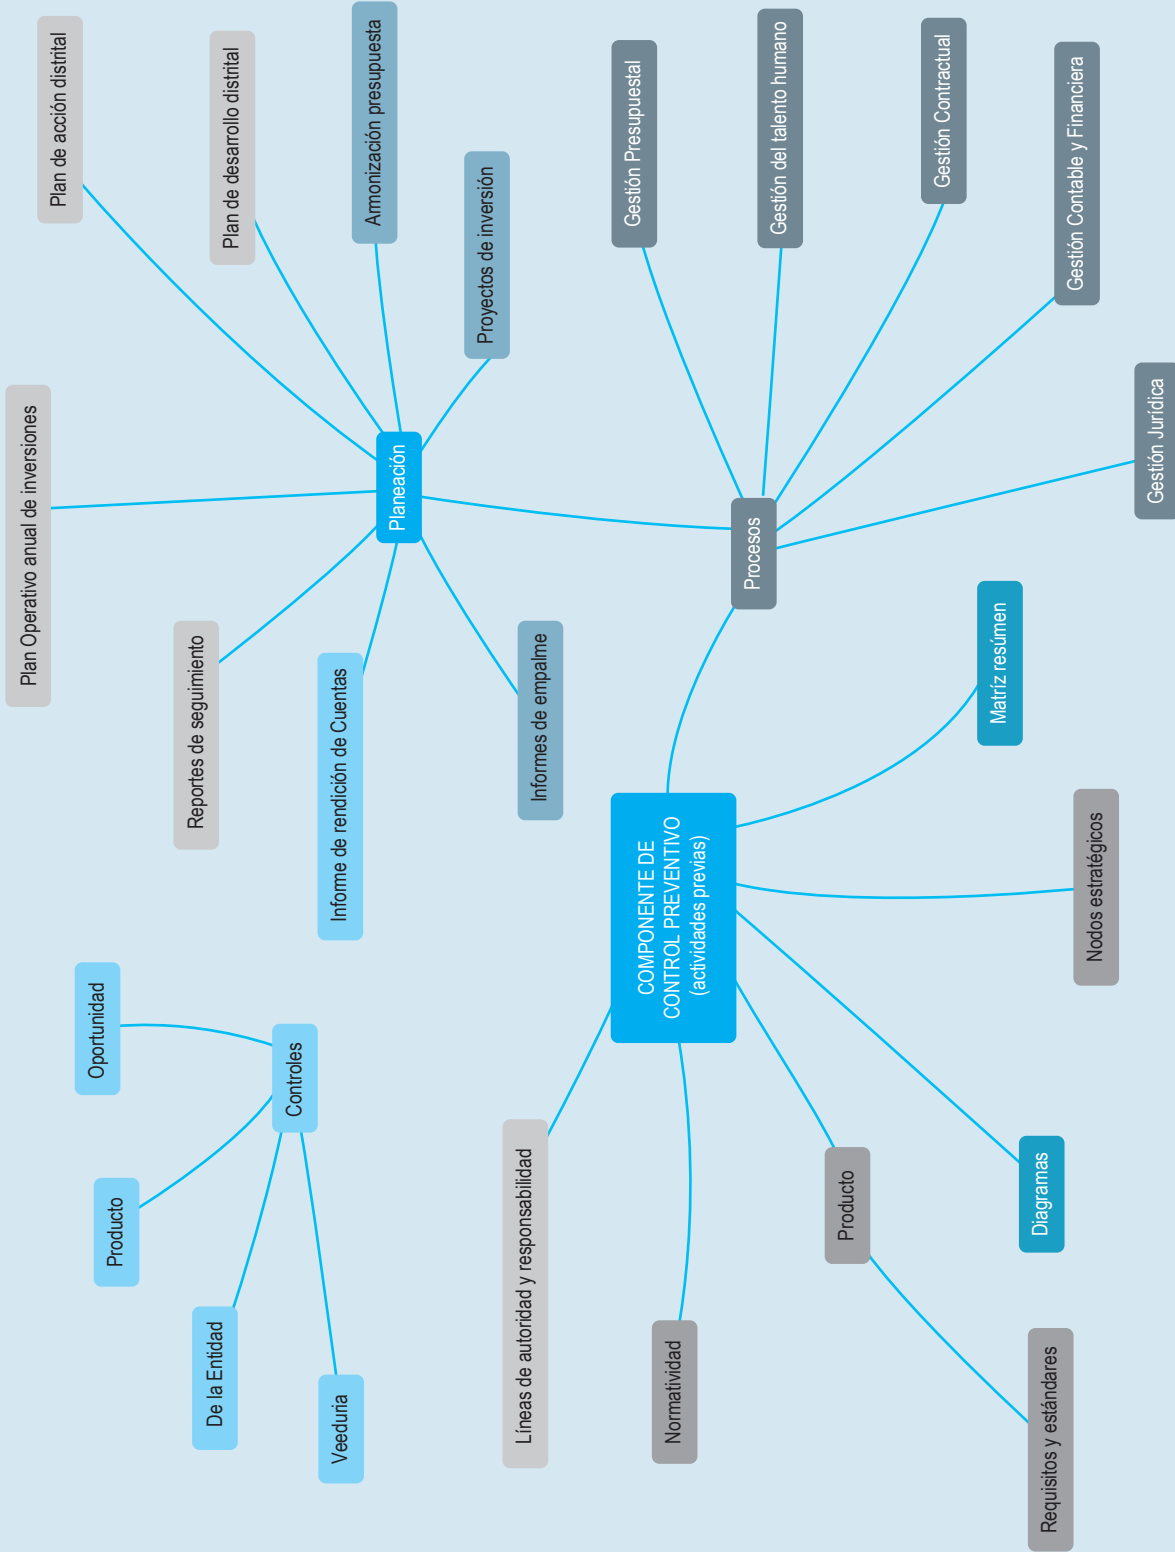 Oportunidad
Producto
De la Entidad
Veeduria
Controles
Plan Operativo anual de inversiones
Plan de acción distrital
Reportes de seguimiento
Plan de desarrollo distrital
Informe de rendición de Cuentas
Planeación
Armonización presupuesta
Informes de empalme
Proyectos de inversión
Líneas de autoridad y responsabilidad
COMPONENTE DE
CONTROL PREVENTIVO
(actividades previas)
Normatividad
Procesos
Gestión Presupuestal
Gestión del talento humano
Gestión Contractual
Gestión Contable y Financiera
Gestión Jurídica
Producto
Requisitos y estándares
Diagramas
Nodos estratégicos
Matríz resúmen